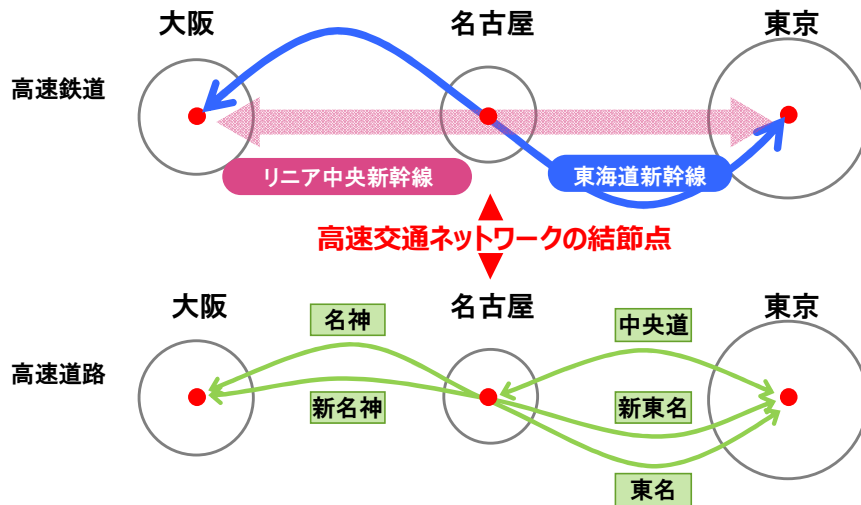 大阪
名古屋
東京
高速鉄道
リニア中央新幹線
東海道新幹線
高速交通ネットワークの結節点
大阪
名古屋
東京
名神
中央道
高速道路
新名神
新東名
東名